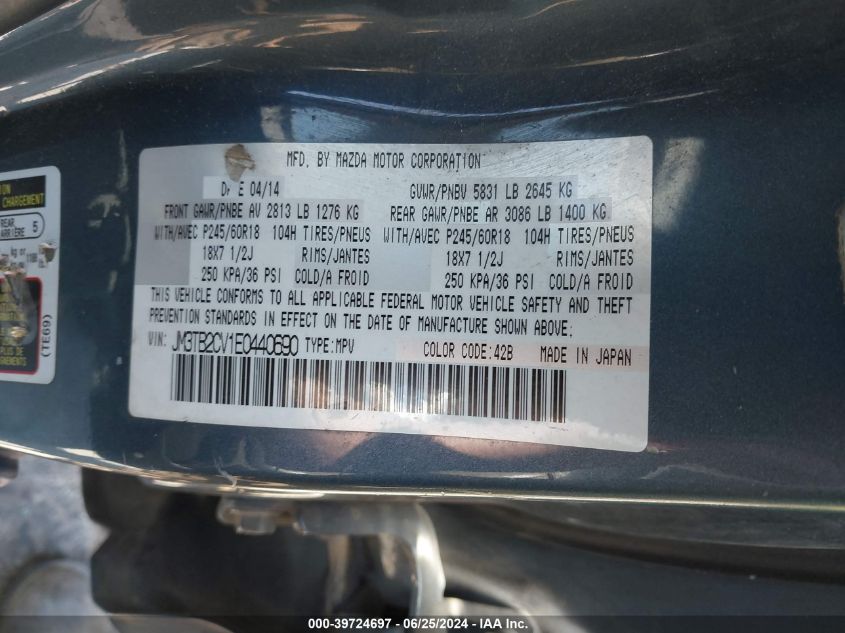 MFD. BY MAZDA MOTOR CORPORATION
04/14 GVWR/PNBV 5831 LB 2645 KG
FRONT GAWR/PNBE AV 2813 LB 1276 KG REAR GAWR/PNBE AR 3086 LB 1400 KG
WITH/AVEC P245/60R18 104H TIRES/PNEUS WITH/AVEC P245/60R18 104H TIRES/PNEUS
18X7 1/2J RIMS/JANTES 18X7 1/2J RIMS/JANTES
250 KPA/36 PSI COLD/A FROID 250 KPA/36 PSI COLD/A FROID
THIS VEHICLE CONFORMS TO ALL APPLICABLE FEDERAL MOTOR VEHICLE SAFETY AND THEFT
PREVENTION STANDARDS IN EFFECT ON THE DATE OF MANUFACTURE SHOWN ABOVE:
VIN: JM3TB2CV1E0440690 TYPE:MPV COLOR CODE:42B MADE IN JAPAN
CHARGEMENT
REAR 5
ARRIÈRE
(TE69)
000-39724697 - 06/25/2024 - IAA Inc.